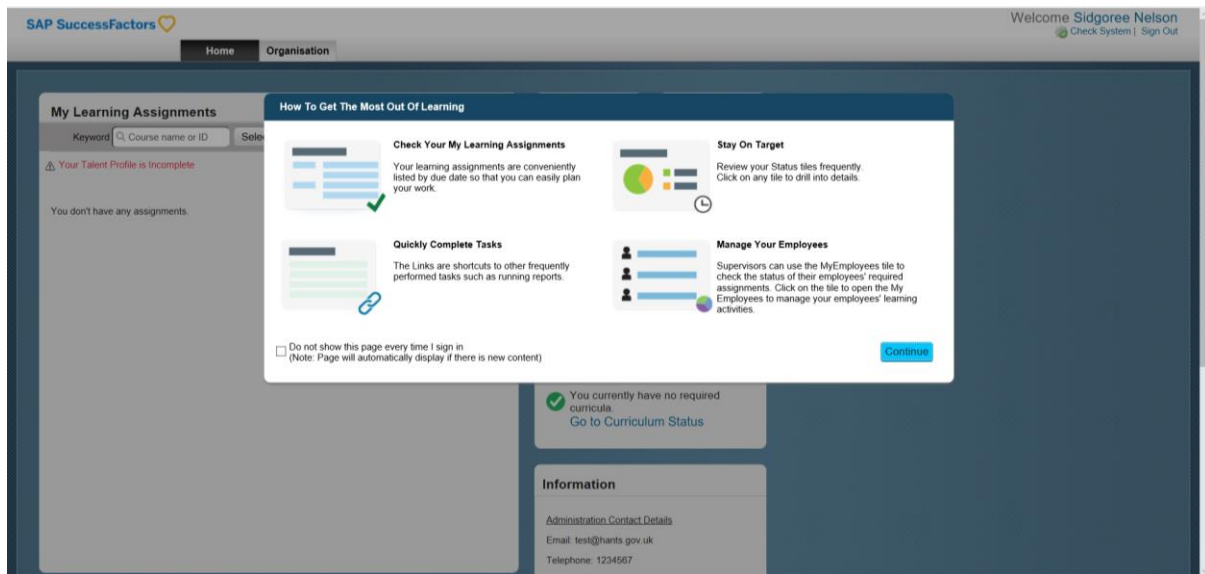 SAP SuccessFactors
Welcome Sidgoree Nelson
Check System | Sign Out
Home Organisation
My Learning Assignments
Keyword Course name or ID
Your Talent Profile is Incomplete
You don't have any assignments.
How To Get The Most Out Of Learning
Check Your My Learning Assignments
Your learning assignments are conveniently
listed by due date so that you can easily plan
your work.
Stay On Target
Review your Status tiles frequently.
Click on any tile to drill into details.
Quickly Complete Tasks
The Links are shortcuts to other frequently
performed tasks such as running reports.
Manage Your Employees
Supervisors can use the MyEmployees tile to
check the status of their employees' required
assignments. Click on the tile to open the My
Employees to manage your employees' learning
activities.
Do not show this page every time I sign in
(Note: Page will automatically display if there is new content)
Continue
You currently have no required
curricula.
Go to Curriculum Status
Information
Administration Contact Details
Email: test@hants.gov.uk
Telephone: 1234567